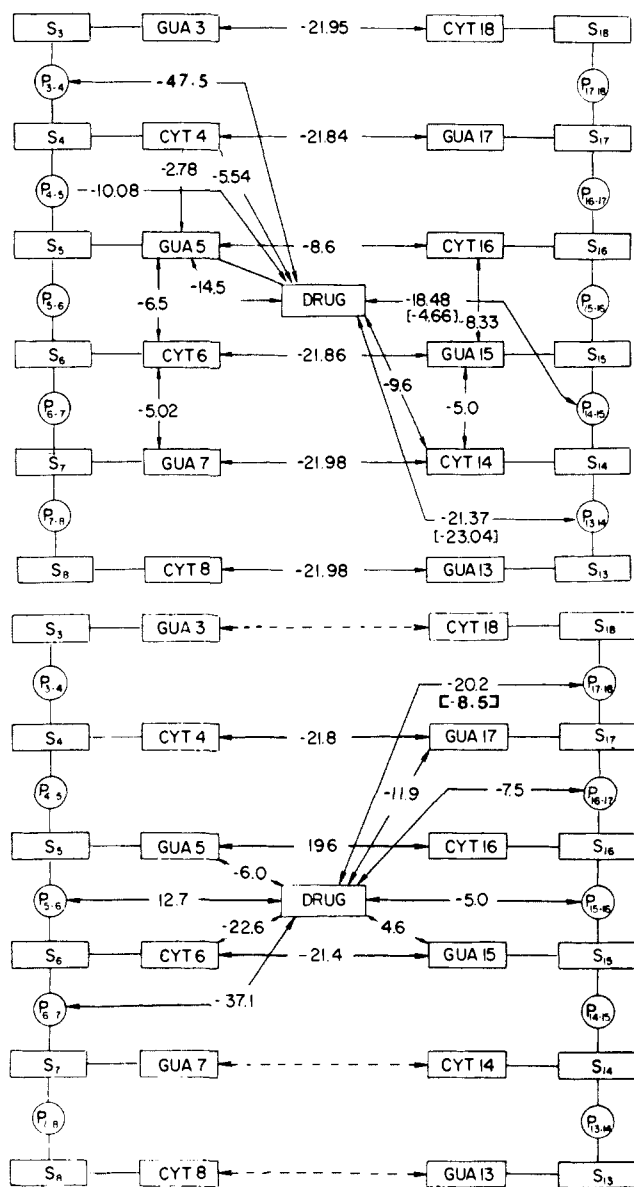 S3 GUA 3 -21.95 CYT 18 S18
P3-4 -47.5 P17-18
S4 CYT 4 -21.84 GUA 17 S17
-2.78 -5.54
P4-5 -10.08 P16-17
S5 GUA 5 -8.6 CYT 16 S16
-14.5 DRUG -18.48
P5-6 -6.5 [-4.66] -8.33 P15-16
S6 CYT 6 -21.86 GUA 15 S15
-9.6
P6-7 -5.02 -5.0 P14-15
S7 GUA 7 -21.98 CYT 14 S14
P7-8 -21.37 P13-14
[-23.04]
S8 CYT 8 -21.98 GUA 13 S13
S3 GUA 3 CYT 18 S18
P3-4 -20.2 P17-18
[-8.5]
S4 CYT 4 -21.8 GUA 17 S17
P4-5 -11.9 -7.5 P16-17
S5 GUA 5 19.6 CYT 16 S16
-6.0
P5-6 12.7 DRUG -5.0 P15-16
-22.6 4.6
S6 CYT 6 -21.4 GUA 15 S15
P6-7 -37.1 P14-15
S7 GUA 7 CYT 14 S14
P7-8 P13-14
S8 CYT 8 GUA 13 S13